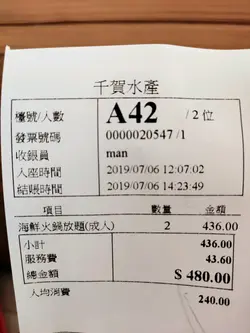 千賀水產
檯號/人數 A42 /2 位
發票號碼 0000020547 /1
收銀員 man
入座時間 2019/07/06 12:07:02
結帳時間 2019/07/06 14:23:49
項目 數量 金額
海鮮火鍋放題(成人) 2 436.00
小計 436.00
服務費 43.60
總金額 $ 480.00
人均消費 240.00